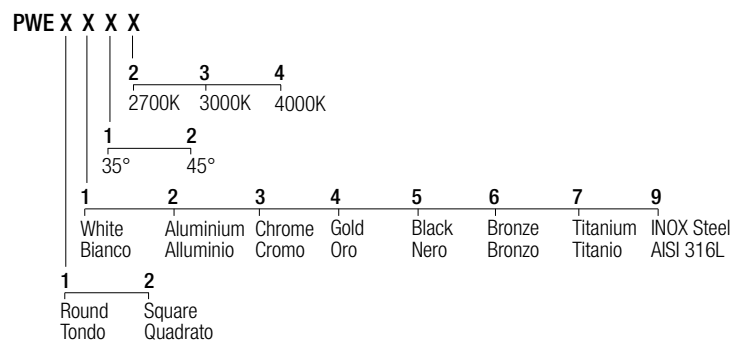 PWE X X X X
2 3 4
2700K 3000K 4000K
1 2
35° 45°
1 2 3 4 5 6 7 9
White Aluminium Chrome Gold Black Bronze Titanium INOX Steel
Bianco Alluminio Cromo Oro Nero Bronzo Titanio AISI 316L
1 2
Round Square
Tondo Quadrato